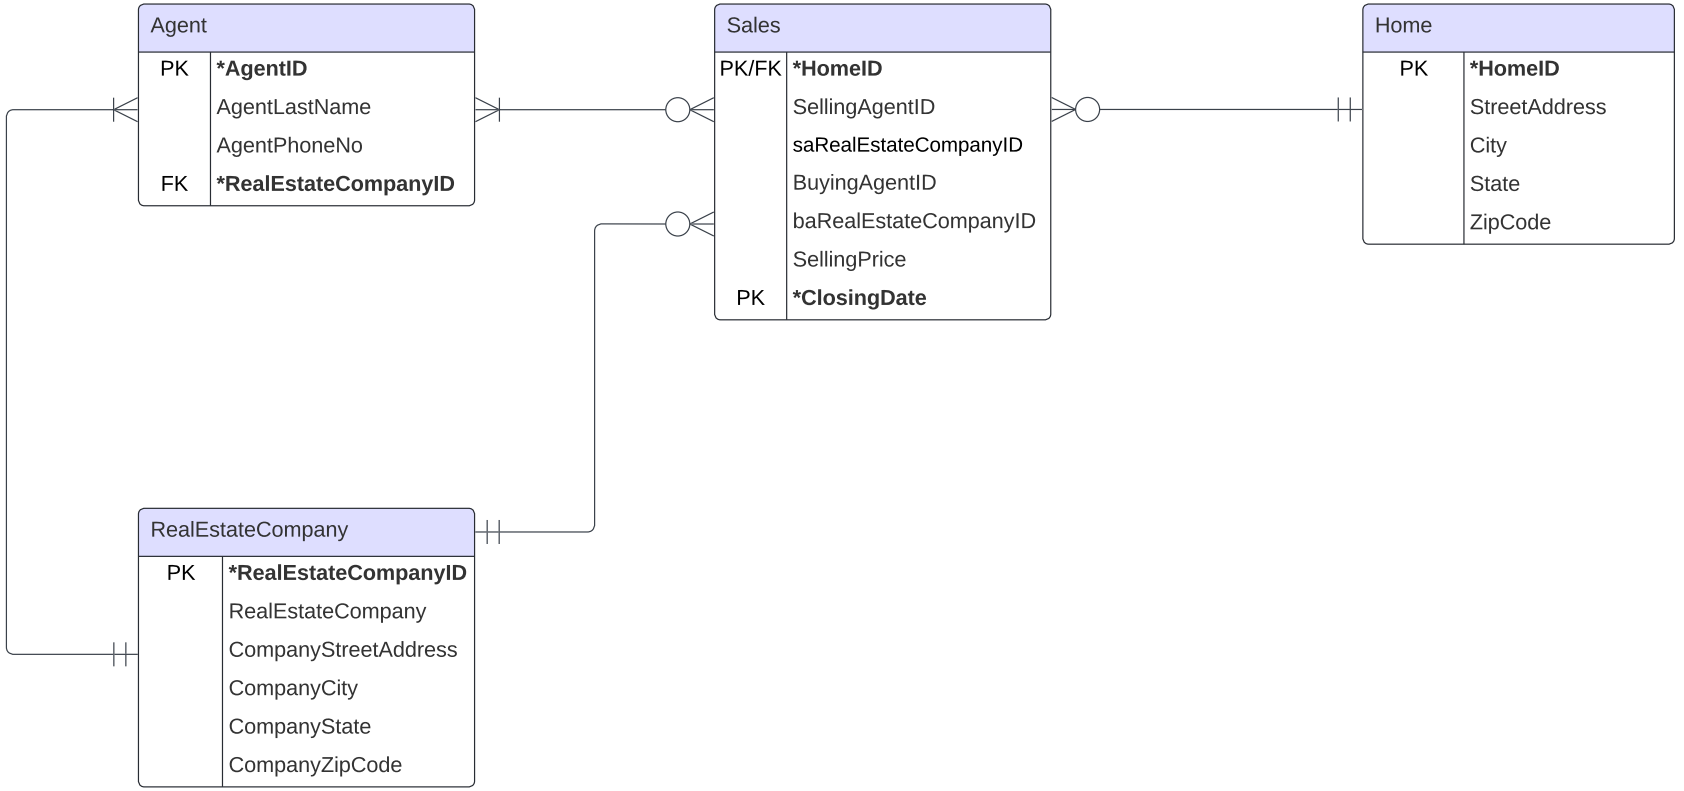 Agent
PK *AgentID
AgentLastName
AgentPhoneNo
FK *RealEstateCompanyID
Sales
PK/FK *HomeID
SellingAgentID
saRealEstateCompanyID
BuyingAgentID
baRealEstateCompanyID
SellingPrice
PK *ClosingDate
Home
PK *HomeID
StreetAddress
City
State
ZipCode
RealEstateCompany
PK *RealEstateCompanyID
RealEstateCompany
CompanyStreetAddress
CompanyCity
CompanyState
CompanyZipCode